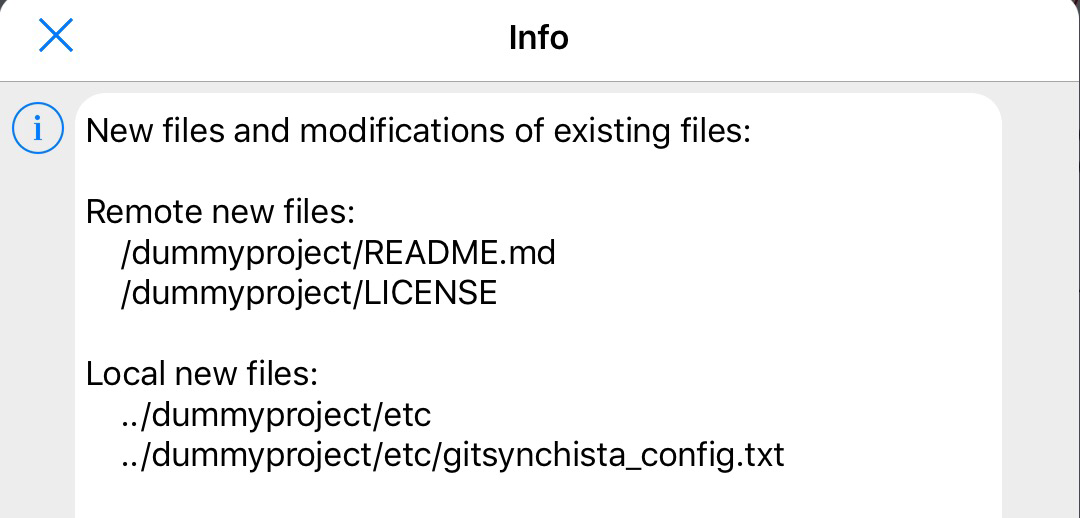 Info
i
New files and modifications of existing files:
Remote new files:
/dummyproject/README.md
/dummyproject/LICENSE
Local new files:
../dummyproject/etc
../dummyproject/etc/gitsynchista_config.txt